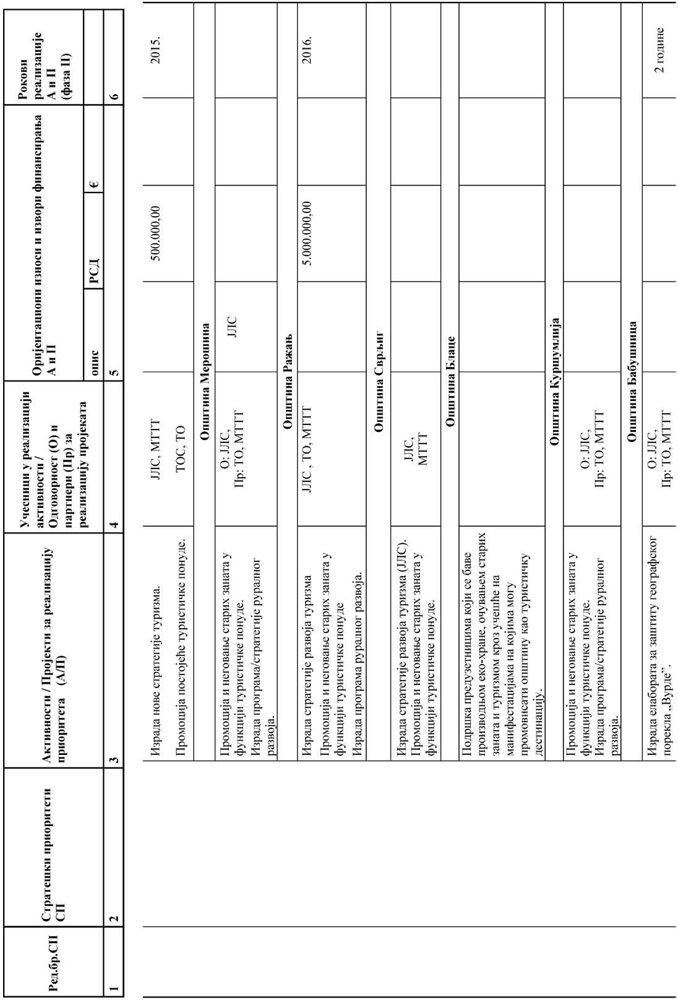 Ред.бр.СП
Стратешки приоритети
СП
Активности / Пројекти за реализацију
приоритета (А/П)
Учесници у реализацији
активности /
Одговорност (О) и
партнери (Пр) за
реализацију пројеката
Оријентациони износи и извори финансирања
А и П
опис
РСД
€
Рокови
реализације
А и П
(фаза II)
1
2
3
4
5
6
Израда нове стратегије туризма.
ЈЛС, МТТТ
500.000,00
2015.
Промоција постојеће туристичке понуде.
ТОС, ТО
Општина Мерошина
Промоција и неговање старих заната у
функцији туристичке понуде.
Израда програма/стратегије руралног
развоја.
О: ЈЛС,
Пр: ТО, МТТТ
ЈЛС
Општина Ражањ
Израда стратегије развоја туризма
Промоција и неговање старих заната у
функцији туристичке понуде
Израда програма руралног развоја.
ЈЛС , ТО, МТТТ
5.000.000,00
2016.
Општина Сврљиг
Израда стратегије развоја туризма (ЈЛС).
Промоција и неговање старих заната у
функцији туристичке понуде.
ЈЛС,
МТТТ
Општина Блаце
Подршка предузетницима који се баве
производњом еко-хране, очувањем старих
заната и туризмом кроз учешће на
манифестацијама на којима могу
промовисати општину као туристичку
дестинацију.
Општина Куршумлија
Промоција и неговање старих заната у
функцији туристичке понуде.
Израда програма/стратегије руралног
развоја.
О: ЈЛС,
Пр: ТО, МТТТ
Општина Бабушница
Израда елабората за заштиту географског
порекла „Вурде”.
О: ЈЛС,
Пр: ТО, МТТТ
2 године